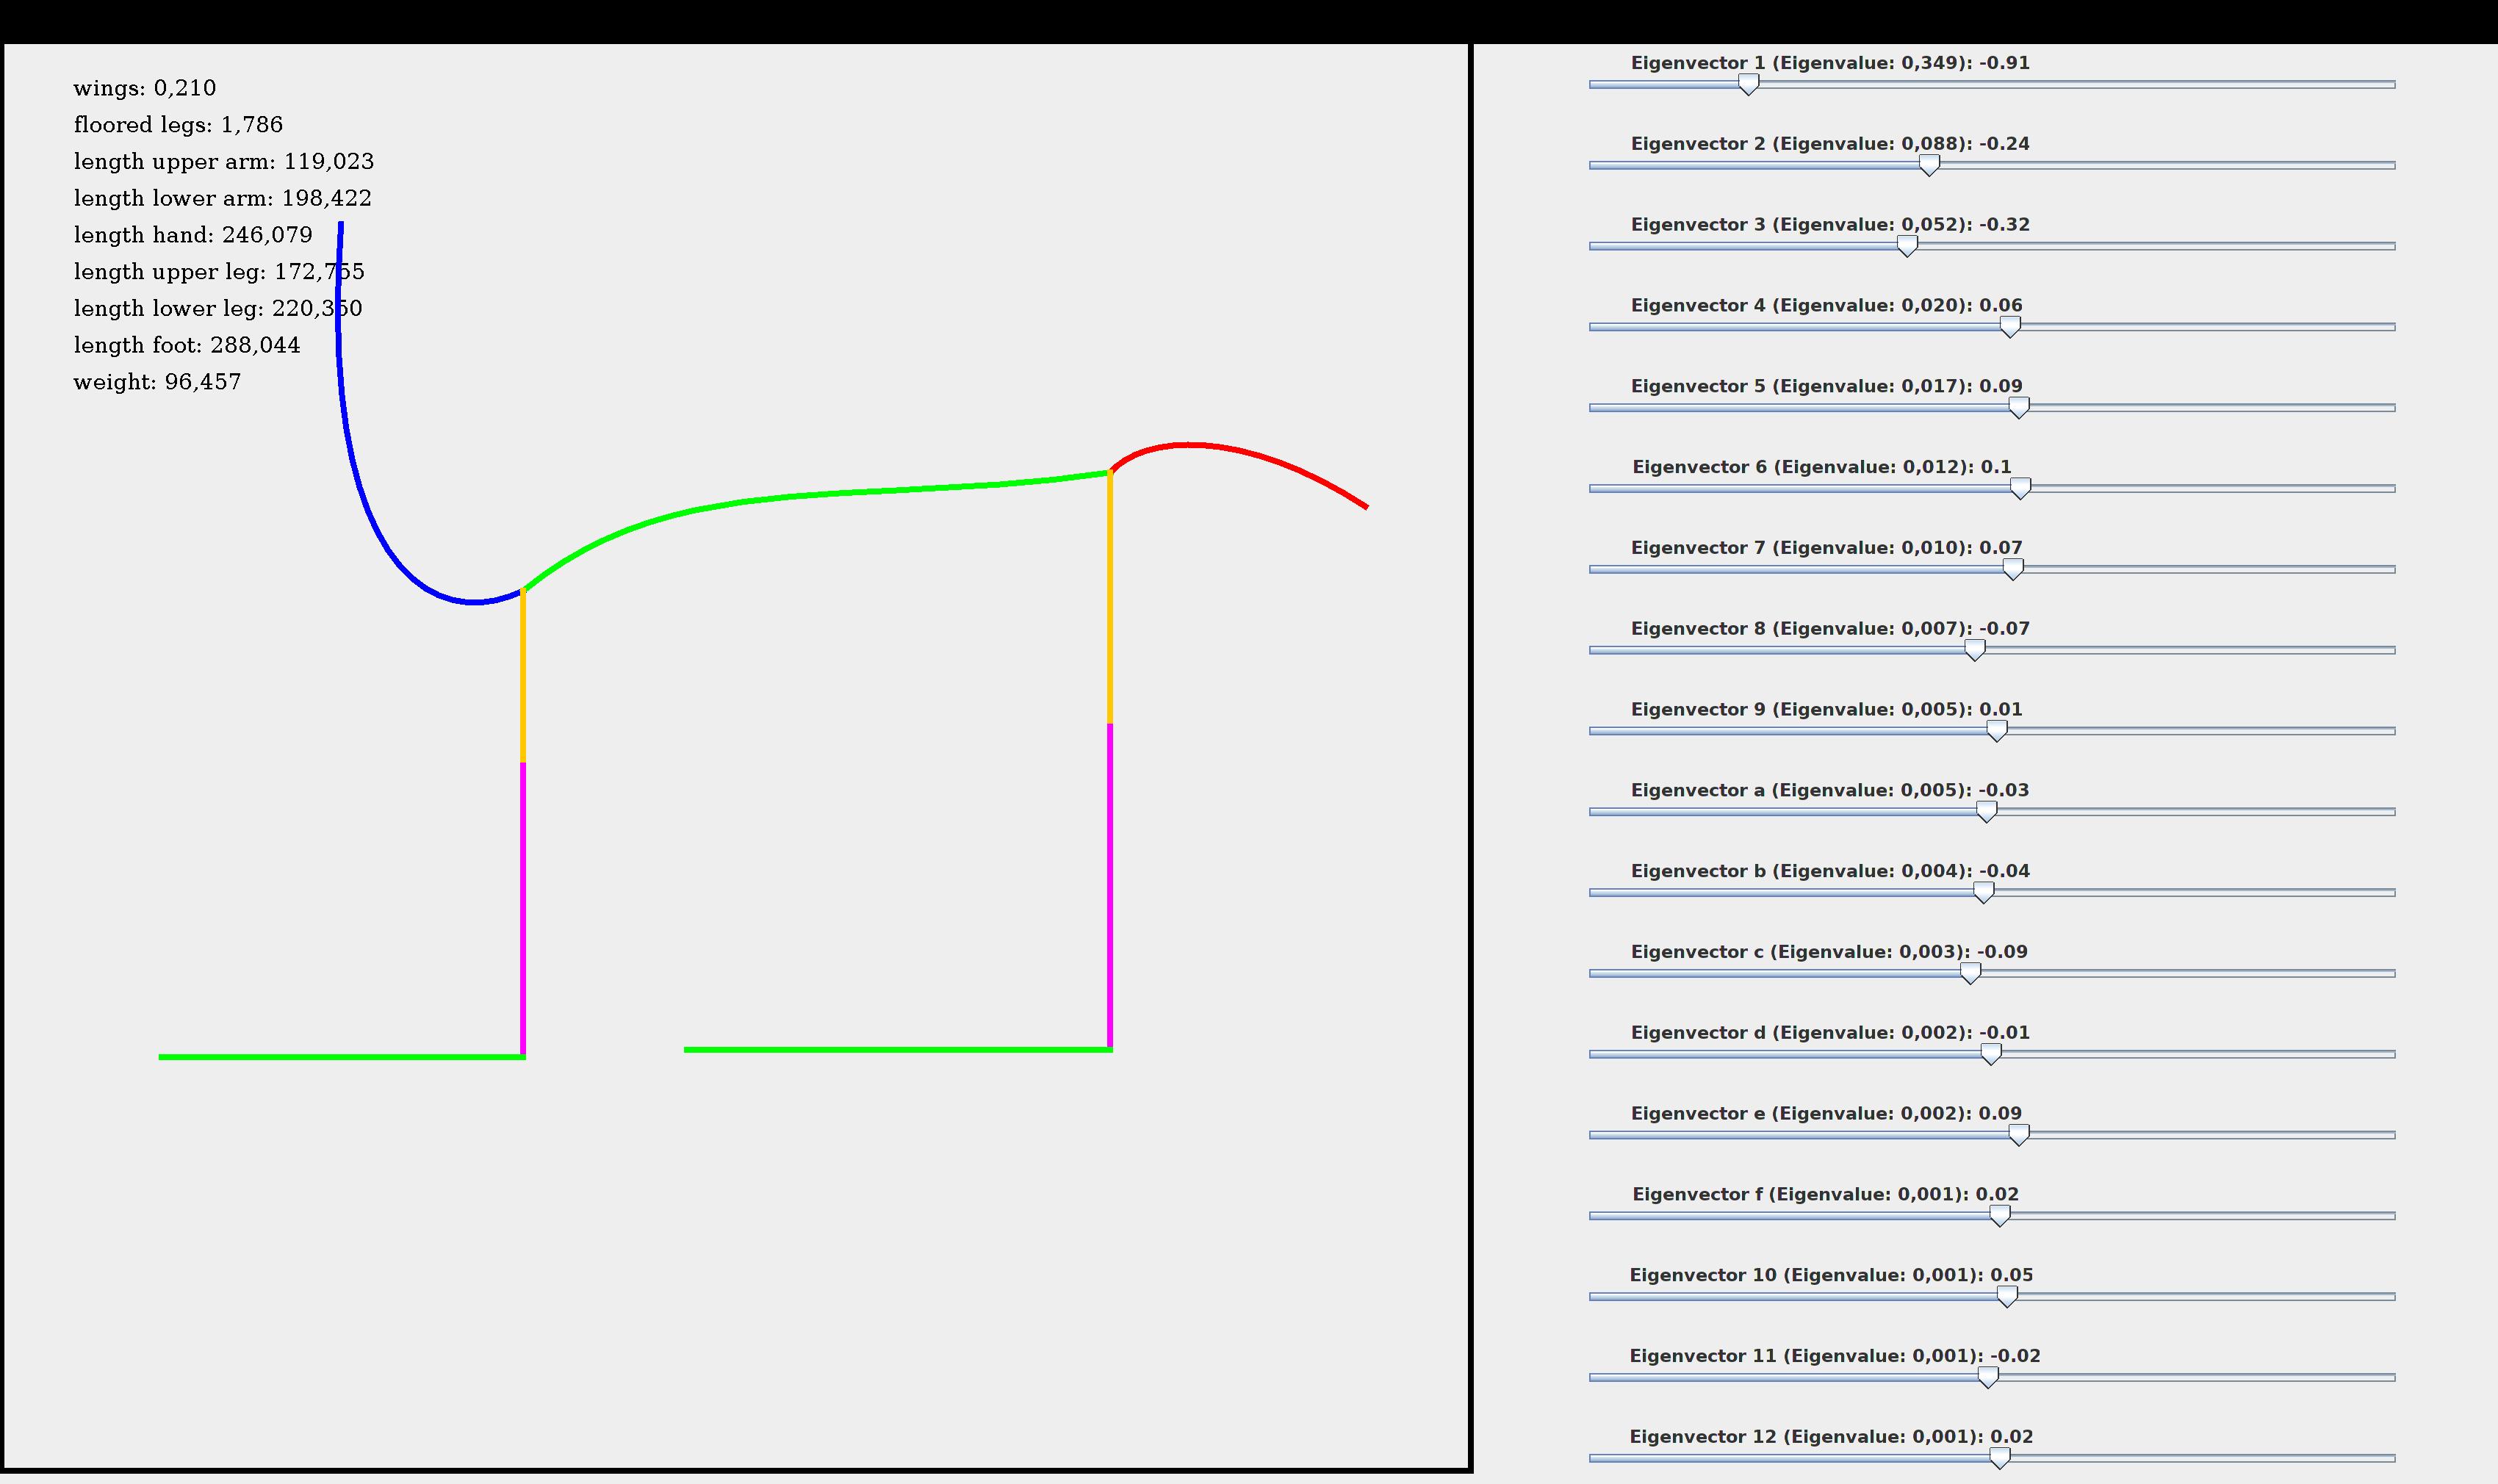 wings: 0,210
floored legs: 1,786
length upper arm: 119,023
length lower arm: 198,422
length hand: 246,079
length upper leg: 172,755
length lower leg: 220,350
length foot: 288,044
weight: 96,457
Eigenvector 1 (Eigenvalue: 0,349): -0.91
Eigenvector 2 (Eigenvalue: 0,088): -0.24
Eigenvector 3 (Eigenvalue: 0,052): -0.32
Eigenvector 4 (Eigenvalue: 0,020): 0.06
Eigenvector 5 (Eigenvalue: 0,017): 0.09
Eigenvector 6 (Eigenvalue: 0,012): 0.1
Eigenvector 7 (Eigenvalue: 0,010): 0.07
Eigenvector 8 (Eigenvalue: 0,007): -0.07
Eigenvector 9 (Eigenvalue: 0,005): 0.01
Eigenvector a (Eigenvalue: 0,005): -0.03
Eigenvector b (Eigenvalue: 0,004): -0.04
Eigenvector c (Eigenvalue: 0,003): -0.09
Eigenvector d (Eigenvalue: 0,002): -0.01
Eigenvector e (Eigenvalue: 0,002): 0.09
Eigenvector f (Eigenvalue: 0,001): 0.02
Eigenvector 10 (Eigenvalue: 0,001): 0.05
Eigenvector 11 (Eigenvalue: 0,001): -0.02
Eigenvector 12 (Eigenvalue: 0,001): 0.02